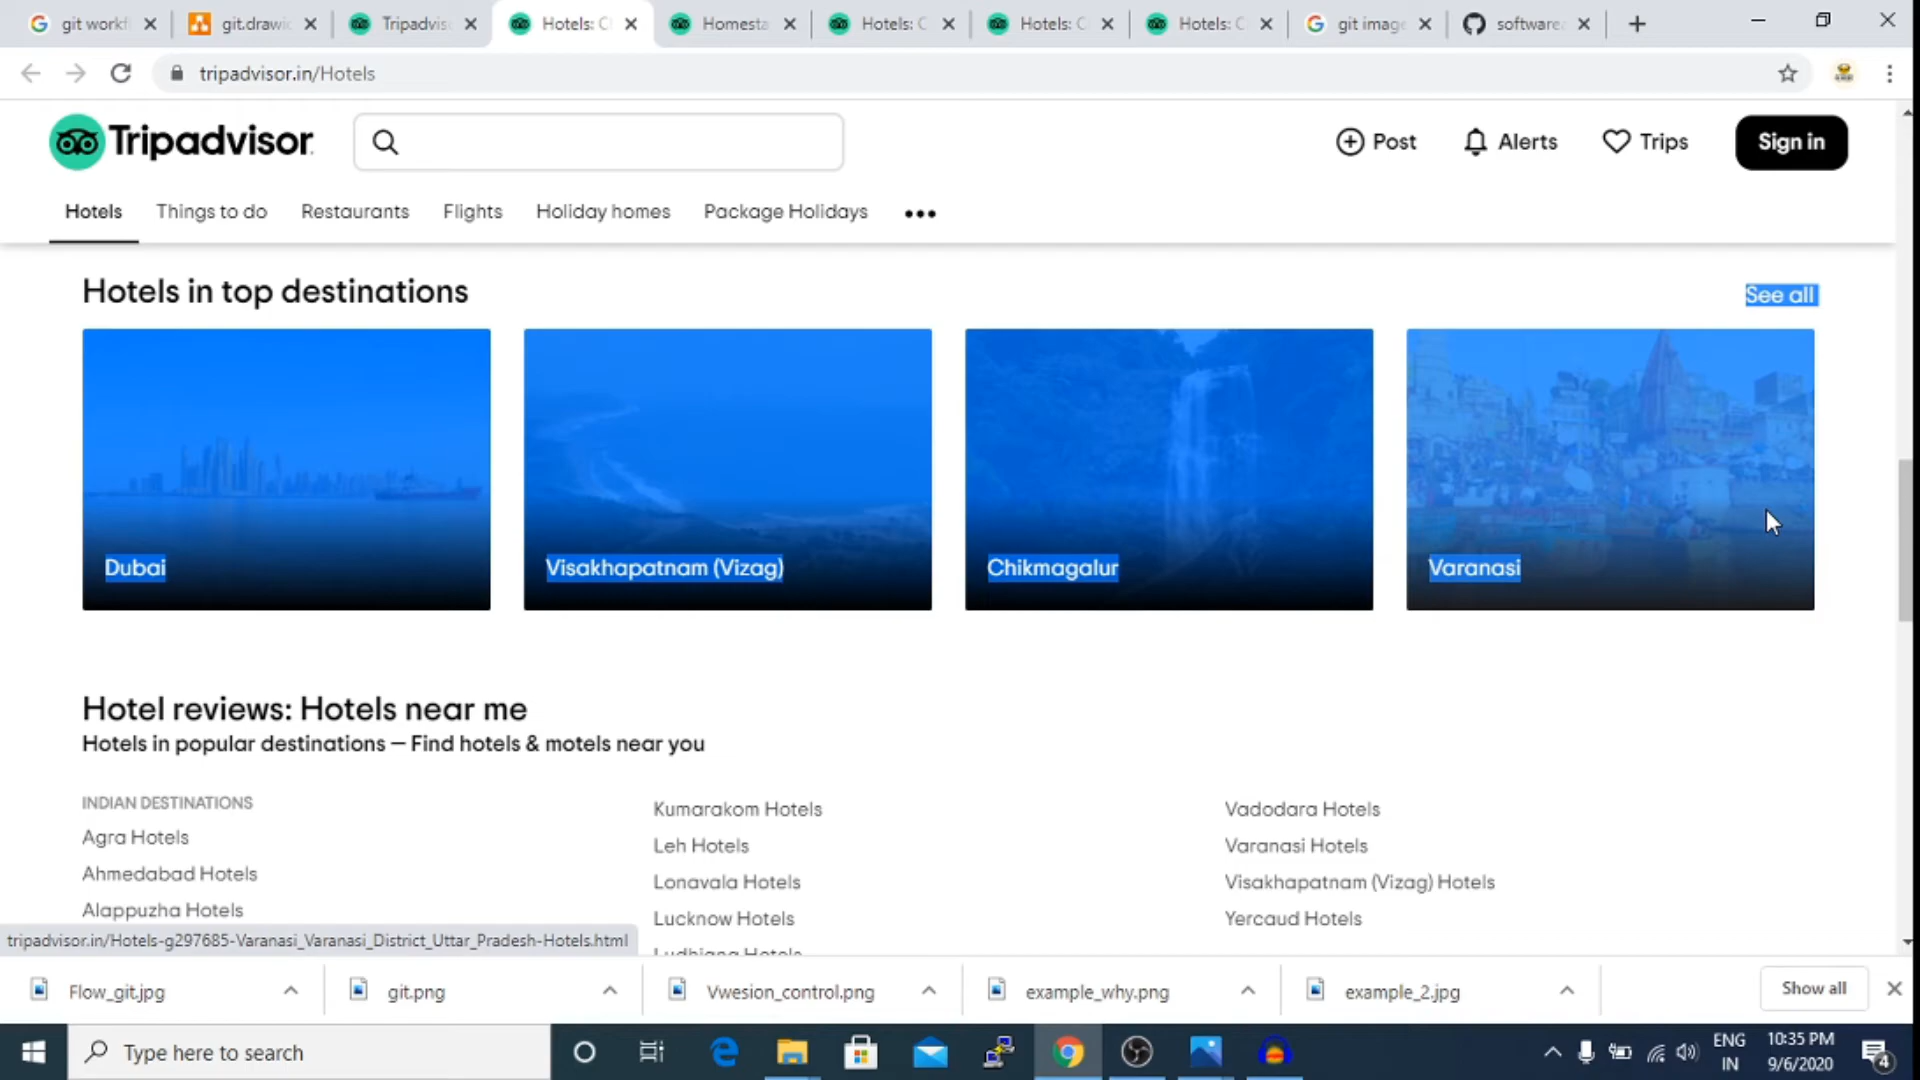 git workf
git.drawio
Tripadviso
Hotels: C
Homesta
Hotels: C
Hotels: C
Hotels: C
git image
software
tripadvisor.in/Hotels
Tripadvisor
Post
Alerts
Trips
Sign in
Hotels
Things to do
Restaurants
Flights
Holiday homes
Package Holidays
Hotels in top destinations
See all
Dubai
Visakhapatnam (Vizag)
Chikmagalur
Varanasi
Hotel reviews: Hotels near me
Hotels in popular destinations – Find hotels & motels near you
INDIAN DESTINATIONS
Agra Hotels
Ahmedabad Hotels
Alappuzha Hotels
Kumarakom Hotels
Leh Hotels
Lonavala Hotels
Lucknow Hotels
Ludhiana Hotels
Vadodara Hotels
Varanasi Hotels
Visakhapatnam (Vizag) Hotels
Yercaud Hotels
tripadvisor.in/Hotels-g297685-Varanasi_Varanasi_District_Uttar_Pradesh-Hotels.html
Flow_git.jpg
git.png
Vwesion_control.png
example_why.png
example_2.jpg
Show all
Type here to search
ENG
IN
10:35 PM
9/6/2020
4